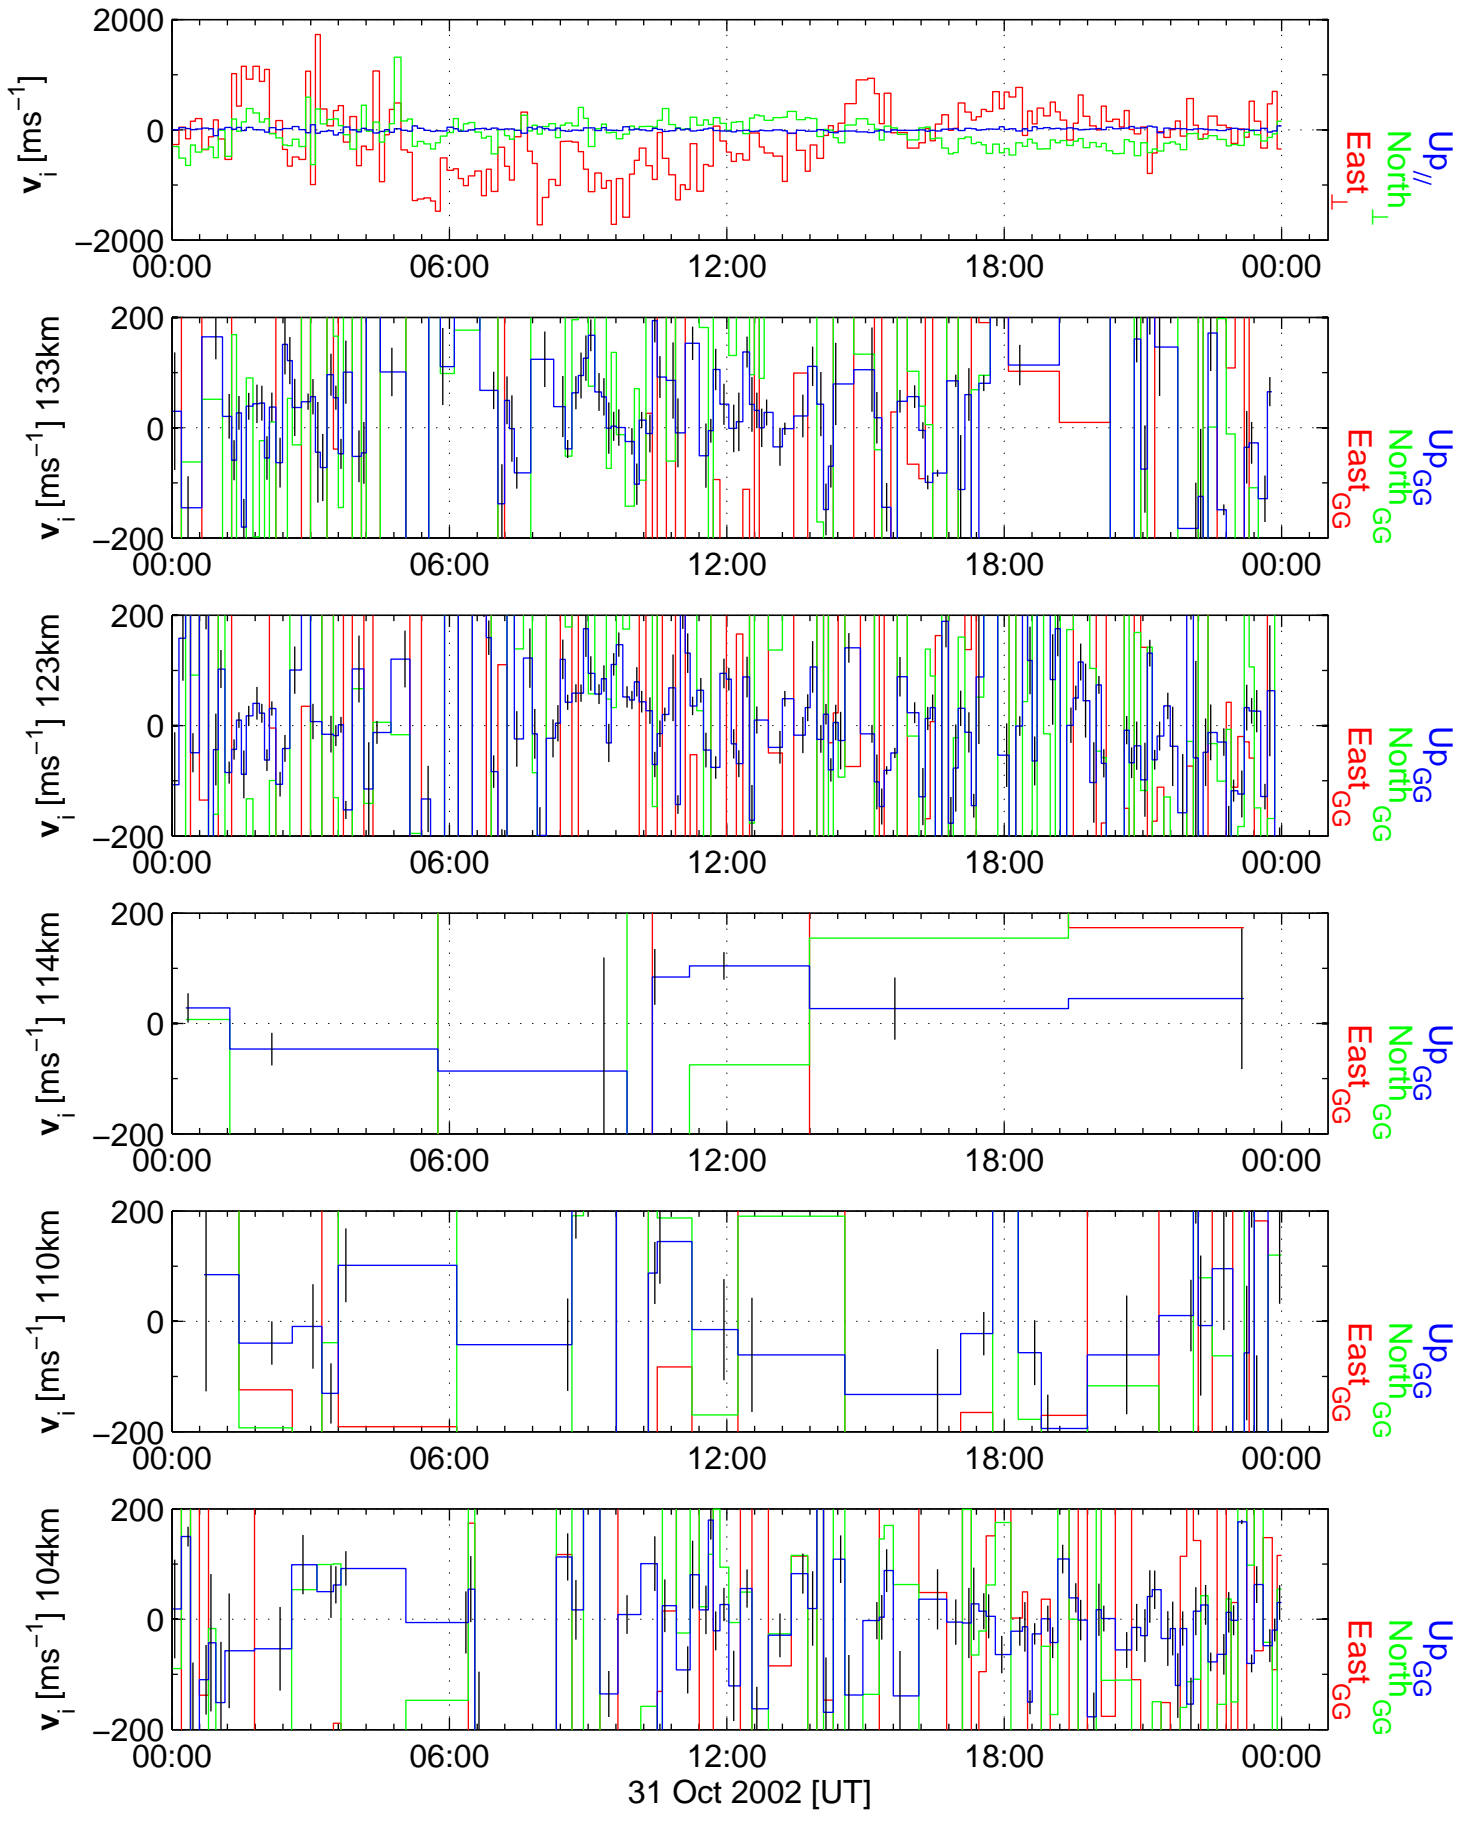 2000
0
−2000
v_i [ms^−1]
00:00 06:00 12:00 18:00 00:00
East_⊥
North_⊥
Up_//
200
0
−200
v_i [ms^−1] 133km
00:00 06:00 12:00 18:00 00:00
East_GG
North_GG
Up_GG
200
0
−200
v_i [ms^−1] 123km
00:00 06:00 12:00 18:00 00:00
East_GG
North_GG
Up_GG
200
0
−200
v_i [ms^−1] 114km
00:00 06:00 12:00 18:00 00:00
East_GG
North_GG
Up_GG
200
0
−200
v_i [ms^−1] 110km
00:00 06:00 12:00 18:00 00:00
East_GG
North_GG
Up_GG
200
0
−200
v_i [ms^−1] 104km
00:00 06:00 12:00 18:00 00:00
East_GG
North_GG
Up_GG
31 Oct 2002 [UT]